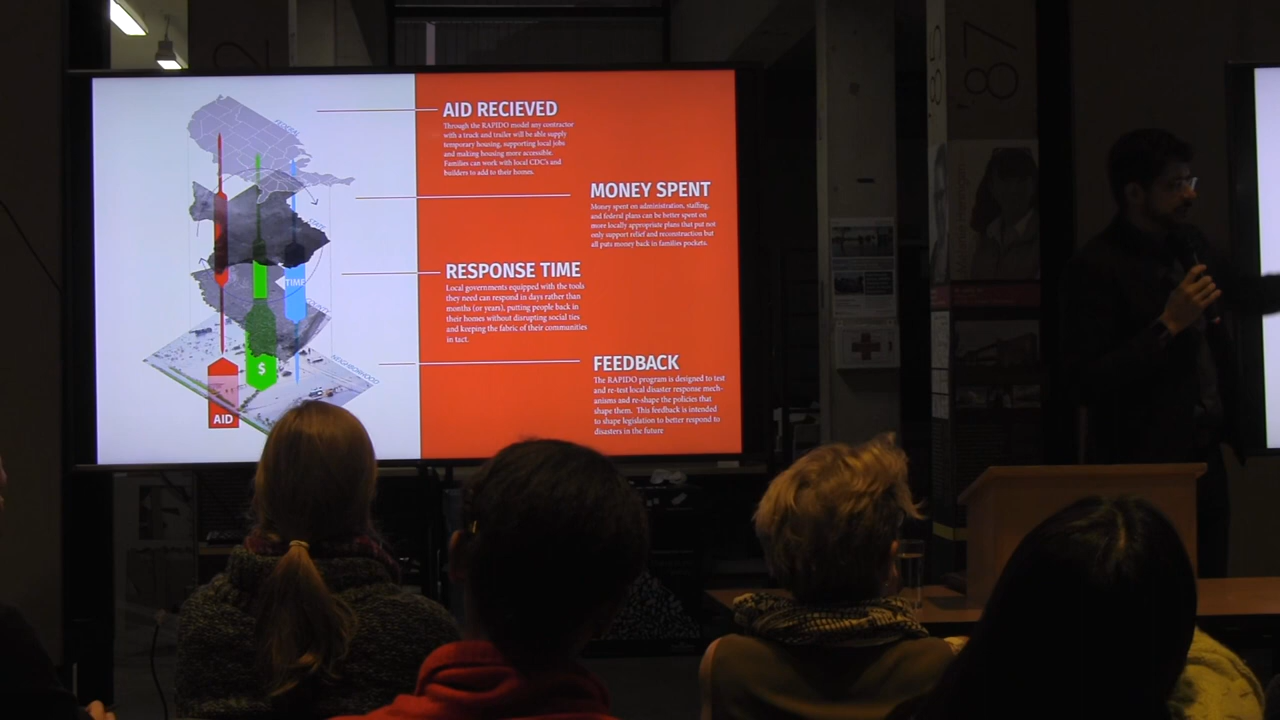 FEDERAL
AID RECIEVED
Through the RAPIDO model any contractor
with a truck and trailer will be able supply
temporary housing, supporting local jobs
and making housing more accessible.
Families can work with local CDC's and
builders to add to their homes.
MONEY SPENT
Money spent on administration, staffing,
and federal plans can be better spent on
more locally appropriate plans that put not
only support relief and reconstruction but
all puts money back in families pockets.
RESPONSE TIME
Local governments equipped with the tools
they need can respond in days rather than
months (or years), putting people back in
their homes without disrupting social ties
and keeping the fabric of their communities
in tact.
FEEDBACK
The RAPIDO program is designed to test
and re-test local disaster response mech-
anisms and re-shape the policies that
shape them. This feedback is intended
to shape legislation to better respond to
disasters in the future
TIME
NEIGHBORHOOD
$
AID
87